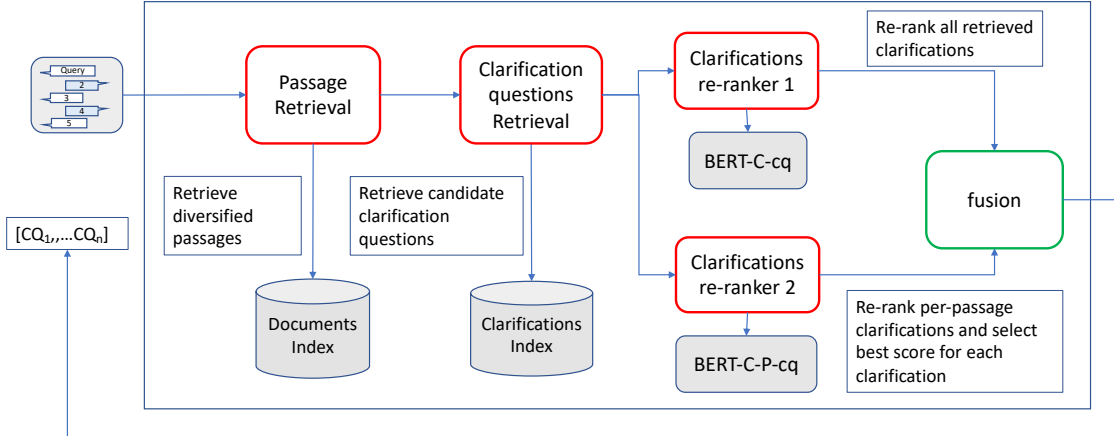 Query
2
3
4
5
Passage
Retrieval
Clarification
questions
Retrieval
Clarifications
re-ranker 1
Re-rank all retrieved
clarifications
BERT-C-cq
Retrieve
diversified
passages
Retrieve candidate
clarification
questions
fusion
[CQ1,,...CQn]
Clarifications
re-ranker 2
Documents
Index
Clarifications
Index
BERT-C-P-cq
Re-rank per-passage
clarifications and select
best score for each
clarification